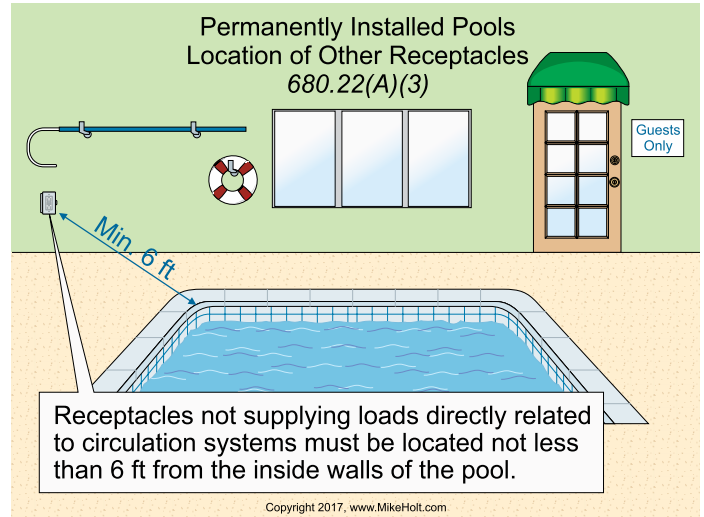 Permanently Installed Pools
Location of Other Receptacles
680.22(A)(3)
Guests
Only
Min. 6 ft
Receptacles not supplying loads directly related
to circulation systems must be located not less
than 6 ft from the inside walls of the pool.
Copyright 2017, www.MikeHolt.com